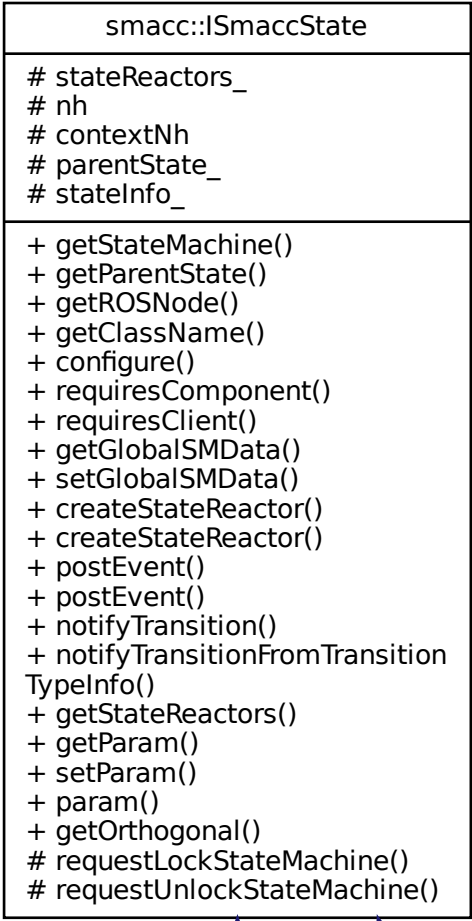 smacc::ISmaccState
# stateReactors_
# nh
# contextNh
# parentState_
# stateInfo_
+ getStateMachine()
+ getParentState()
+ getROSNode()
+ getClassName()
+ configure()
+ requiresComponent()
+ requiresClient()
+ getGlobalSMData()
+ setGlobalSMData()
+ createStateReactor()
+ createStateReactor()
+ postEvent()
+ postEvent()
+ notifyTransition()
+ notifyTransitionFromTransition
TypeInfo()
+ getStateReactors()
+ getParam()
+ setParam()
+ param()
+ getOrthogonal()
# requestLockStateMachine()
# requestUnlockStateMachine()